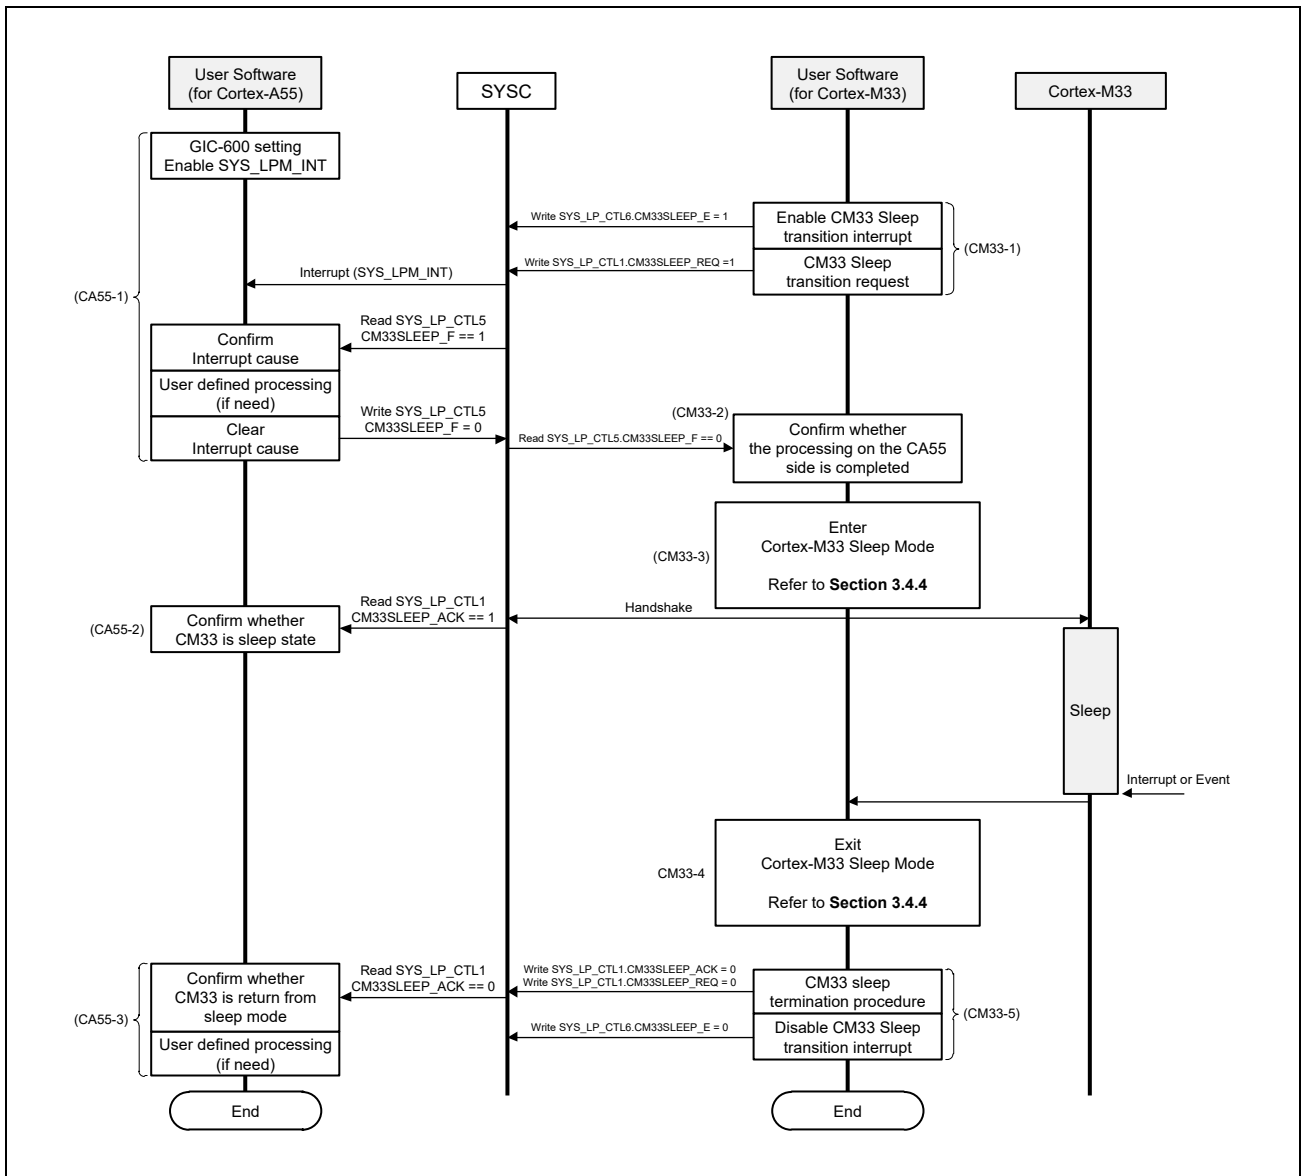 User Software
(for Cortex-A55)
SYSC
User Software
(for Cortex-M33)
Cortex-M33
GIC-600 setting
Enable SYS_LPM_INT
Write SYS_LP_CTL6.CM33SLEEP_E = 1
Enable CM33 Sleep
transition interrupt
(CM33-1)
Write SYS_LP_CTL1.CM33SLEEP_REQ =1
CM33 Sleep
transition request
Interrupt (SYS_LPM_INT)
(CA55-1)
Read SYS_LP_CTL5
CM33SLEEP_F == 1
Confirm
Interrupt cause
User defined processing
(if need)
Write SYS_LP_CTL5
CM33SLEEP_F = 0
Clear
Interrupt cause
(CM33-2)
Read SYS_LP_CTL5.CM33SLEEP_F == 0
Confirm whether
the processing on the CA55
side is completed
Enter
Cortex-M33 Sleep Mode
(CM33-3)
Refer to Section 3.4.4
Read SYS_LP_CTL1
CM33SLEEP_ACK == 1
Handshake
(CA55-2)
Confirm whether
CM33 is sleep state
Sleep
Interrupt or Event
Exit
Cortex-M33 Sleep Mode
CM33-4
Refer to Section 3.4.4
Confirm whether
CM33 is return from
sleep mode
Read SYS_LP_CTL1
CM33SLEEP_ACK == 0
Write SYS_LP_CTL1.CM33SLEEP_ACK = 0
Write SYS_LP_CTL1.CM33SLEEP_REQ = 0
CM33 sleep
termination procedure
(CA55-3)
(CM33-5)
User defined processing
(if need)
Write SYS_LP_CTL6.CM33SLEEP_E = 0
Disable CM33 Sleep
transition interrupt
End
End